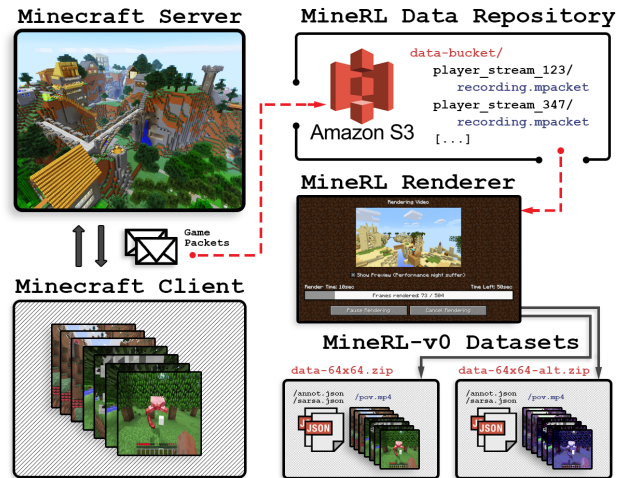 Minecraft Server
Game
Packets
Minecraft Client
MineRL Data Repository
Amazon S3
data-bucket/
player_stream_123/
recording.mpacket
player_stream_347/
recording.mpacket
[...]
MineRL Renderer
Rendering Video
Show Preview (Performance might suffer)
Render Time: 10sec
Time Left: 50sec
Frames rendered: 73 / 504
Pause Rendering
Cancel Rendering
MineRL-v0 Datasets
data-64x64.zip
/annot.json
/sarsa.json
/pov.mp4
JSON
data-64x64-alt.zip
/annot.json
/sarsa.json
/pov.mp4
JSON